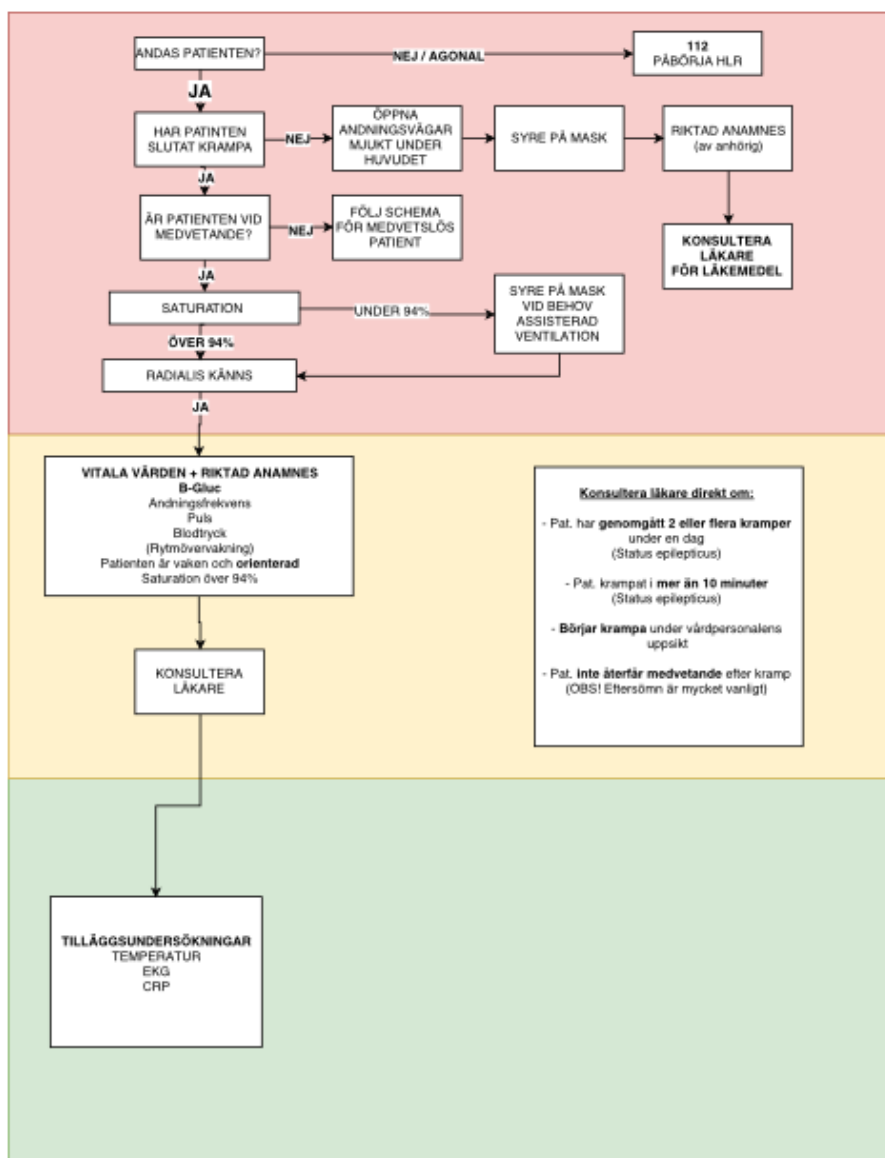 ANDAS PATIENTEN?
NEJ / AGONAL
112
PÅBÖRJA HLR
JA
HAR PATINTEN
SLUTAT KRAMPA
NEJ
ÖPPNA
ANDNINGSVÄGAR
MJUKT UNDER
HUVUDET
SYRE PÅ MASK
RIKTAD ANAMNES
(av anhörig)
JA
ÄR PATIENTEN VID
MEDVETANDE?
NEJ
FÖLJ SCHEMA
FÖR MEDVETSLÖS
PATIENT
KONSULTERA
LÄKARE
FÖR LÄKEMEDEL
JA
SATURATION
UNDER 94%
SYRE PÅ MASK
VID BEHOV
ASSISTERAD
VENTILATION
ÖVER 94%
RADIALIS KÄNNS
JA
VITALA VÄRDEN + RIKTAD ANAMNES
B-Gluc
Andningsfrekvens
Puls
Blodtryck
(Rytmövervakning)
Patienten är vaken och orienterad
Saturation över 94%
Konsultera läkare direkt om:
- Pat. har genomgått 2 eller flera kramper
under en dag
(Status epilepticus)
- Pat. krampat i mer än 10 minuter
(Status epilepticus)
- Börjar krampa under vårdpersonalens
uppsikt
- Pat. inte återfår medvetande efter kramp
(OBS! Eftersömn är mycket vanligt)
KONSULTERA
LÄKARE
TILLÄGGSUNDERSÖKNINGAR
TEMPERATUR
EKG
CRP